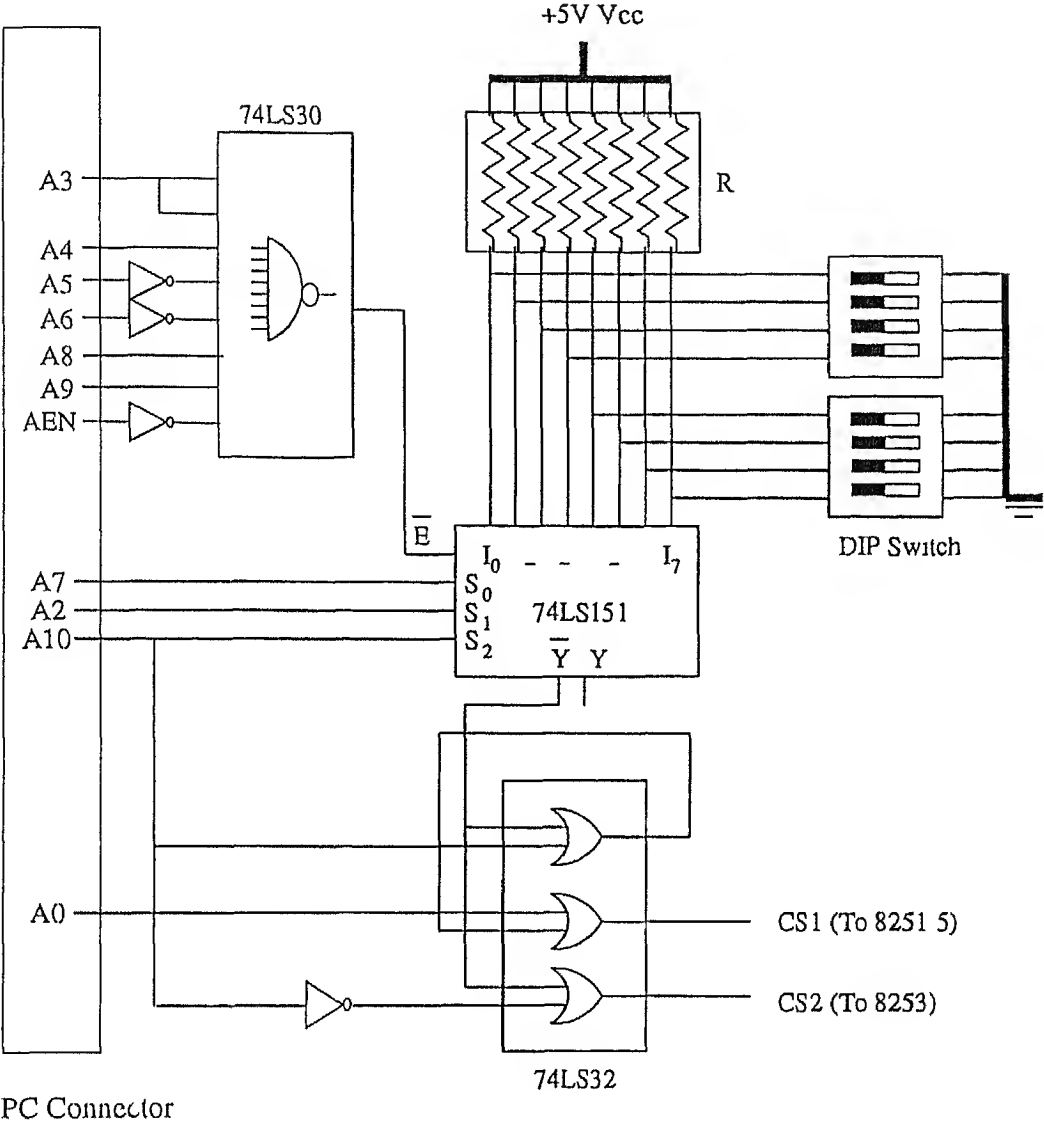 +5V Vcc
74LS30
A3
R
A4
A5
A6
A8
A9
AEN
E
DIP Switch
I0 - - - I7
A7
S0
A2
S1
74LS151
A10
S2
Y Y
A0
CS1 (To 8251 5)
CS2 (To 8253)
74LS32
PC Connector